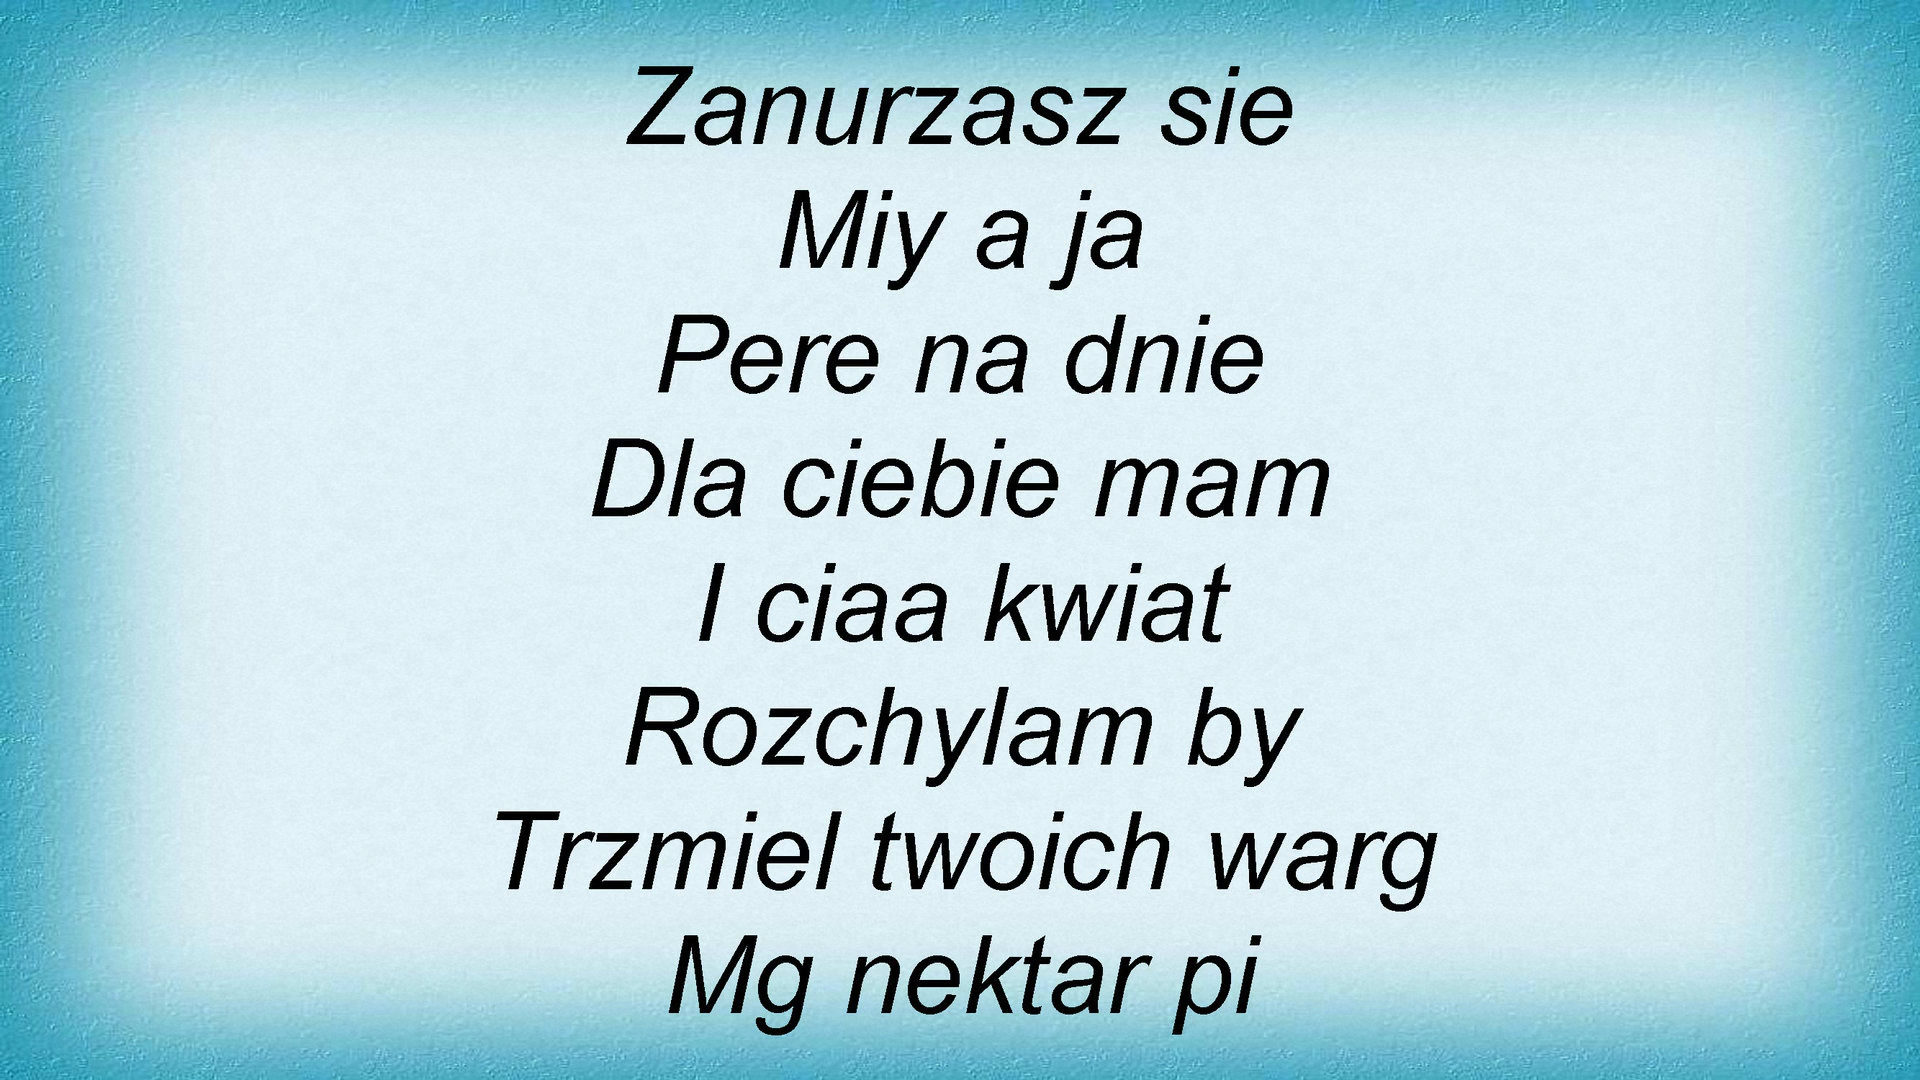 Zanurzasz sie
Miy a ja
Pere na dnie
Dla ciebie mam
I ciaa kwiat
Rozchylam by
Trzmiel twoich warg
Mg nektar pi